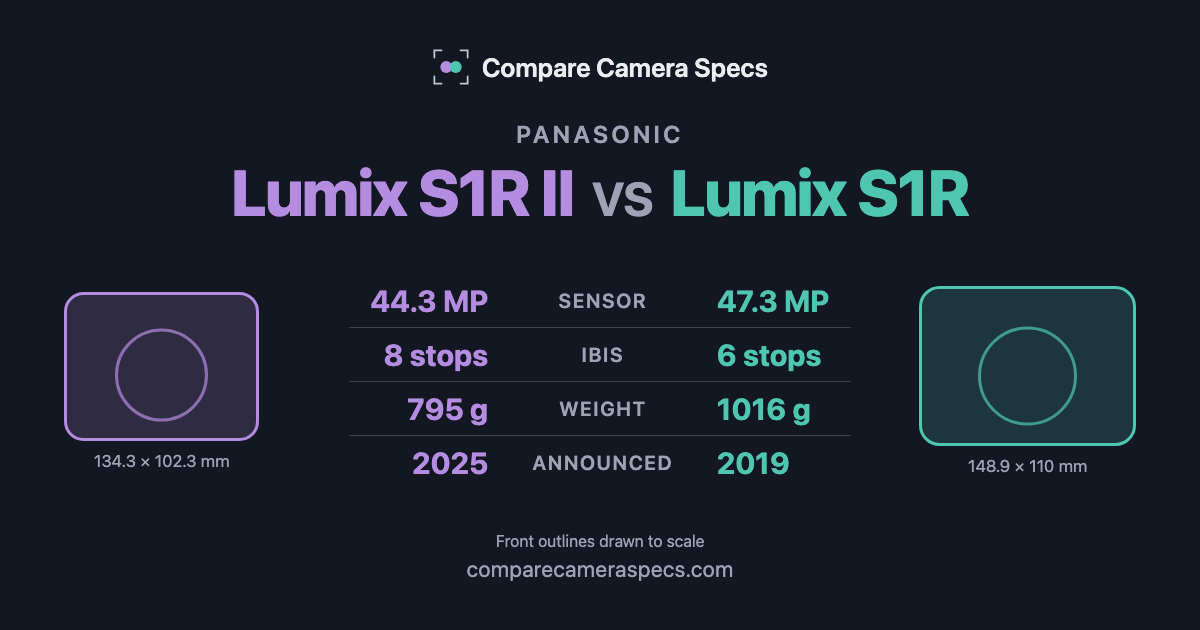 Compare Camera Specs
PANASONIC
Lumix S1R II vs Lumix S1R
44.3 MP SENSOR 47.3 MP
8 stops IBIS 6 stops
795 g WEIGHT 1016 g
2025 ANNOUNCED 2019
134.3 × 102.3 mm
148.9 × 110 mm
Front outlines drawn to scale
comparecameraspecs.com